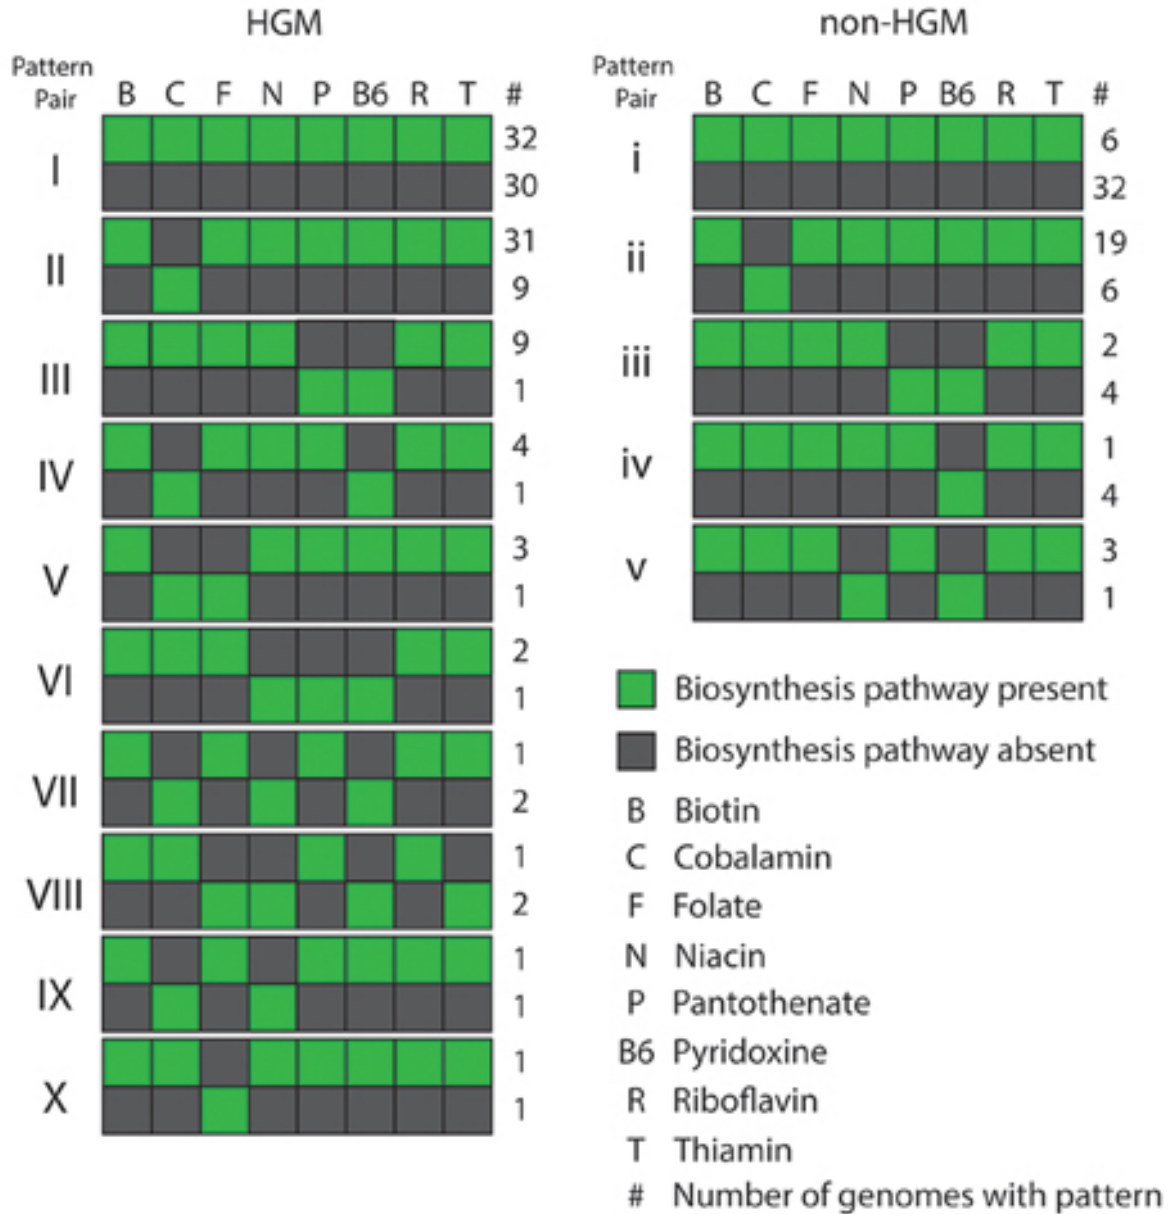 HGM
Pattern
Pair B C F N P B6 R T #
I
32
30
II
31
9
III
9
1
IV
4
1
V
3
1
VI
2
1
VII
1
2
VIII
1
2
IX
1
1
X
1
1
non-HGM
Pattern
Pair B C F N P B6 R T #
i
6
32
ii
19
6
iii
2
4
iv
1
4
v
3
1
Biosynthesis pathway present
Biosynthesis pathway absent
B Biotin
C Cobalamin
F Folate
N Niacin
P Pantothenate
B6 Pyridoxine
R Riboflavin
T Thiamin
# Number of genomes with pattern